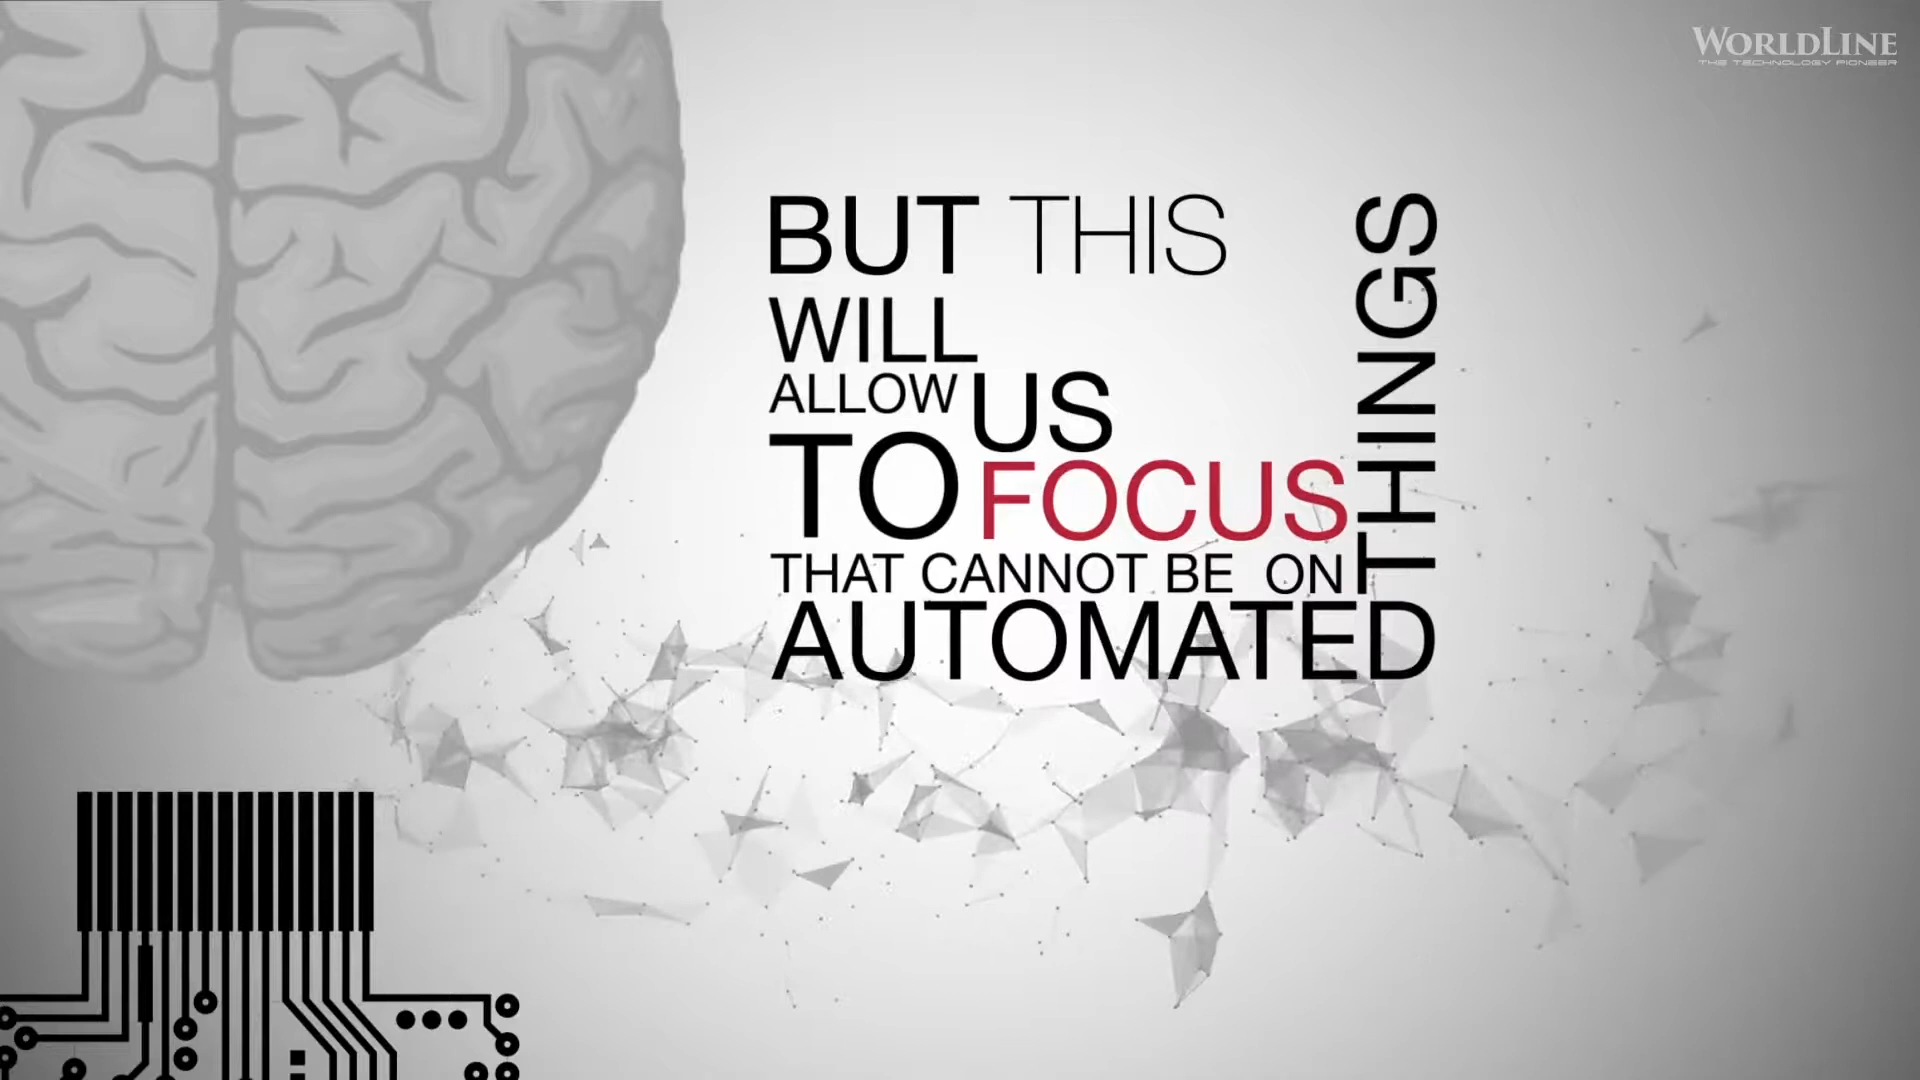 WORLDLINE
THE TECHNOLOGY PIONEER
BUT THIS
WILL
ALLOW US
TO FOCUS
ON THINGS
THAT CANNOT BE
AUTOMATED